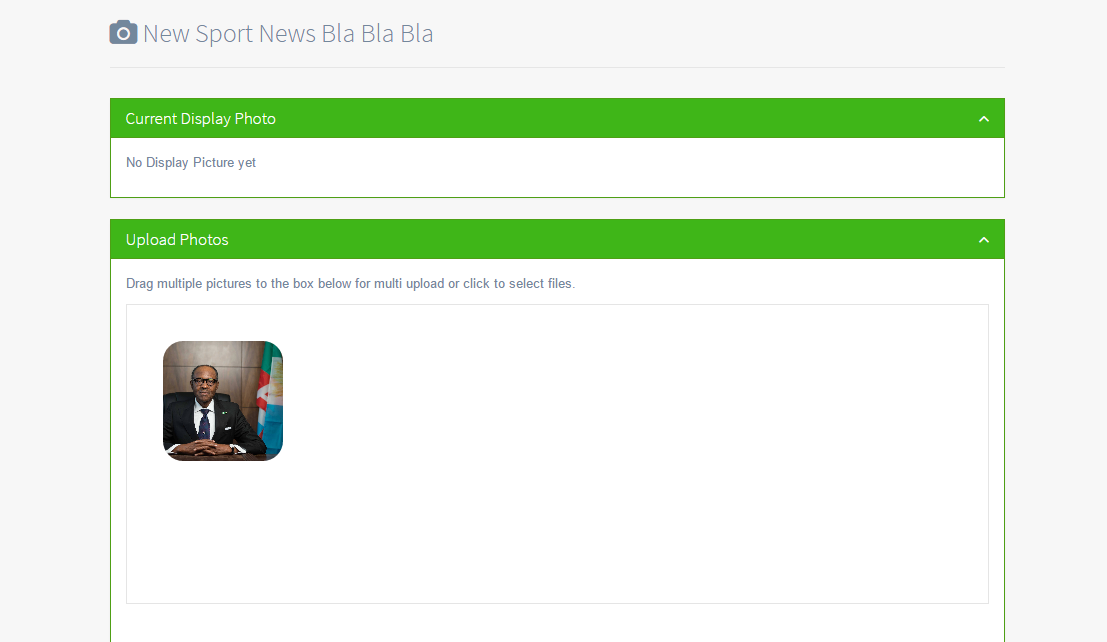 New Sport News Bla Bla Bla
Current Display Photo
No Display Picture yet
Upload Photos
Drag multiple pictures to the box below for multi upload or click to select files.